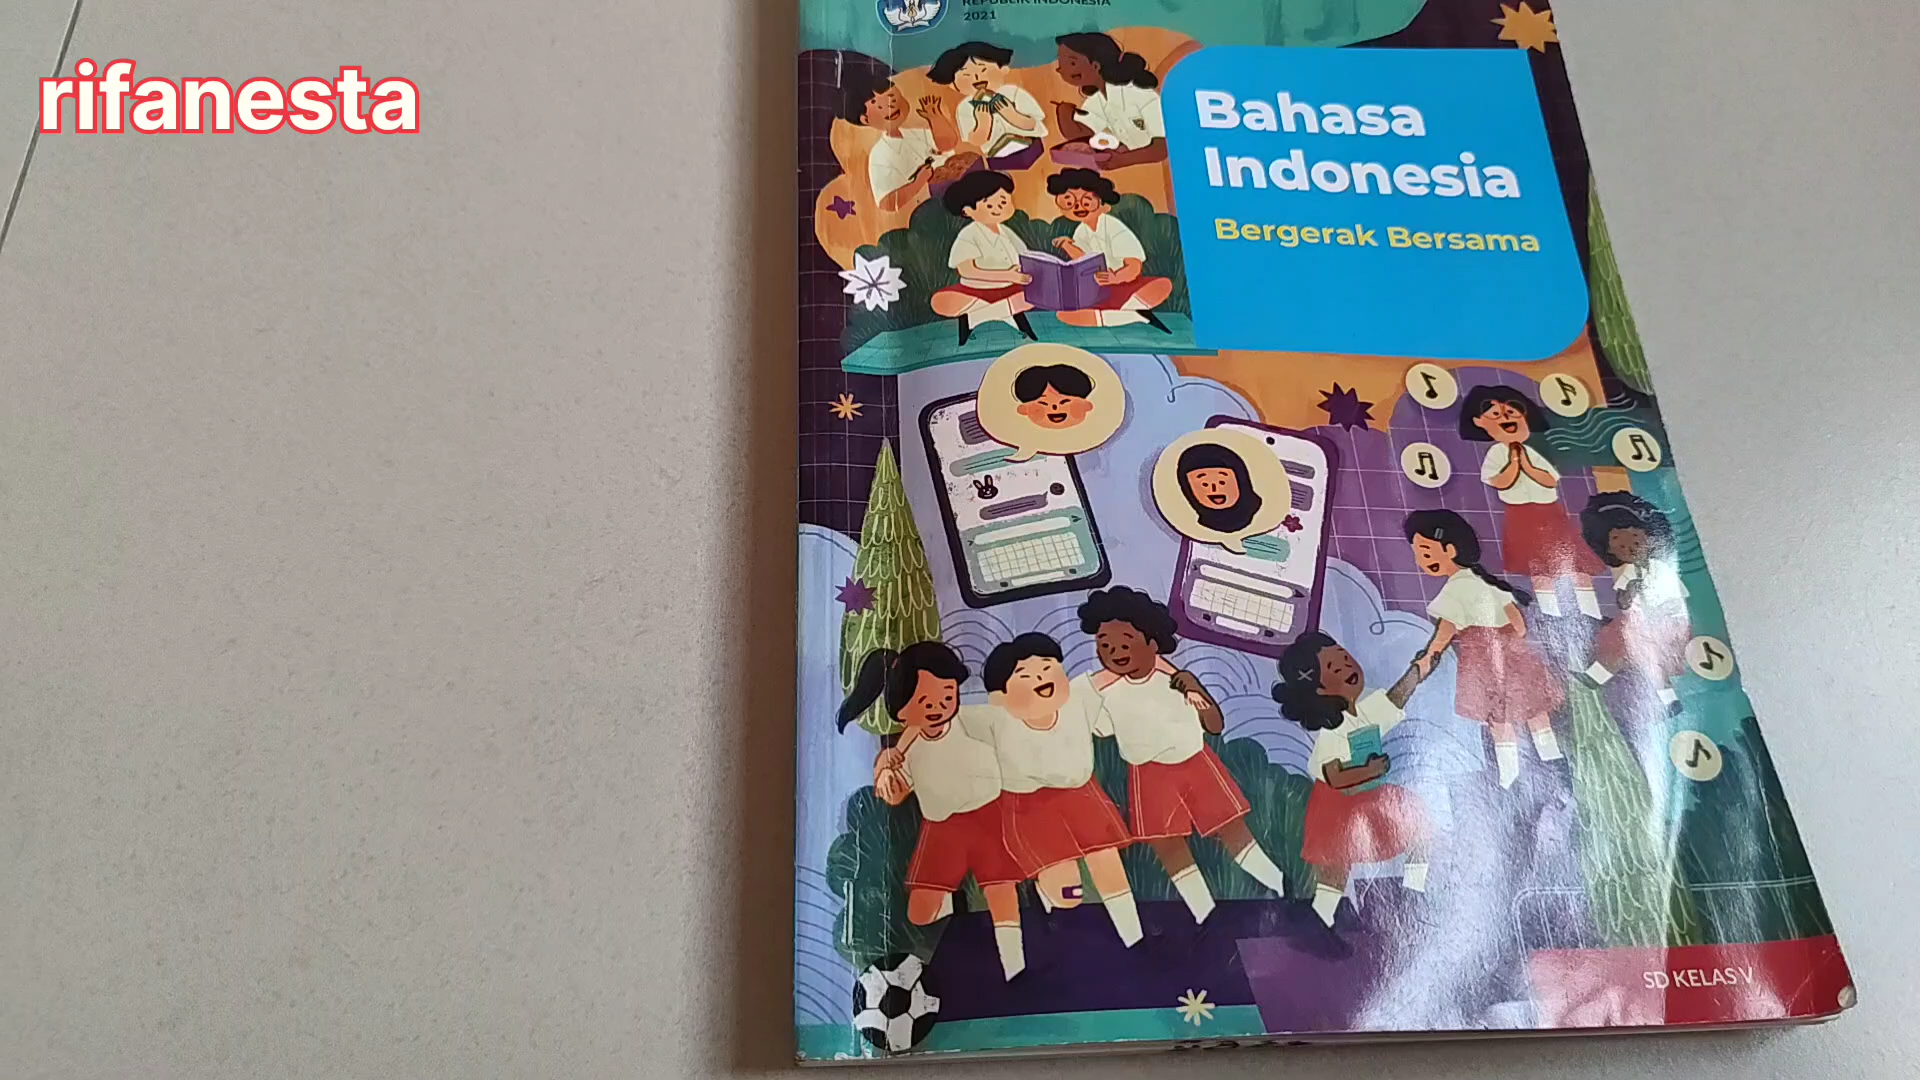 rifanesta
REPUBLIK INDONESIA
2021
Bahasa
Indonesia
Bergerak Bersama
SD KELAS V